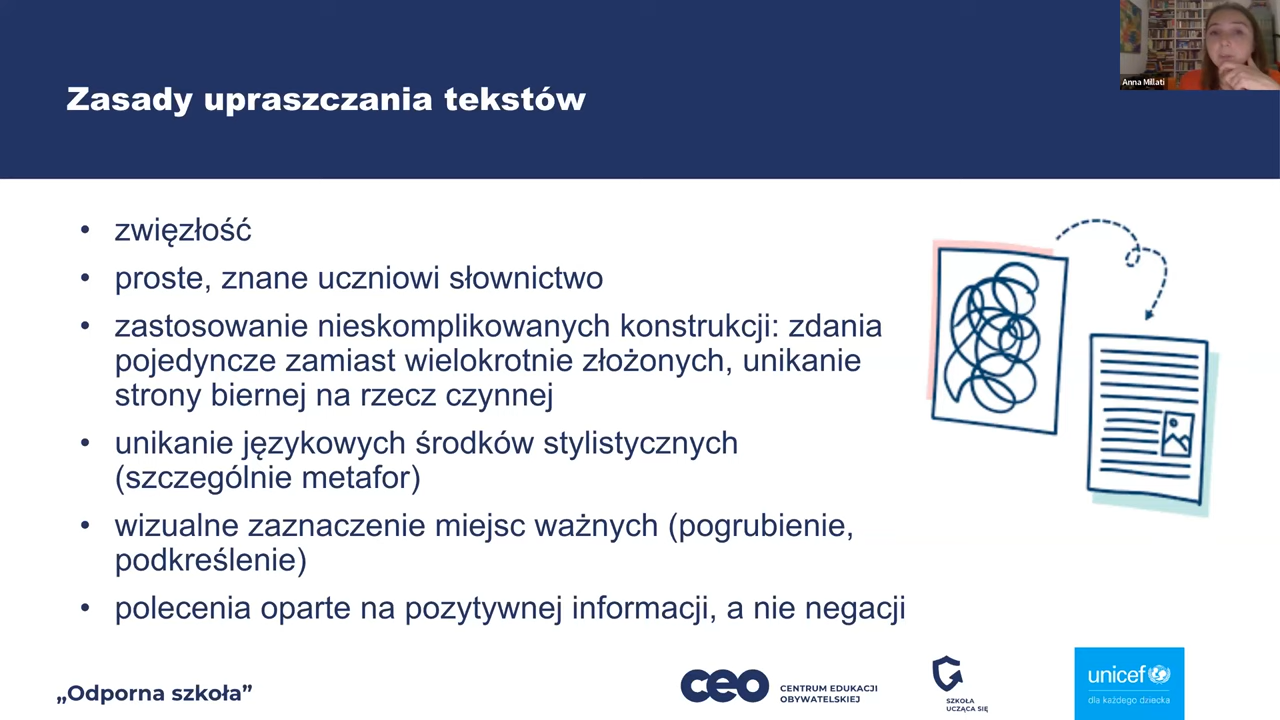 Zasady upraszczania tekstów
Anna Millati
• zwięzłość
• proste, znane uczniowi słownictwo
• zastosowanie nieskomplikowanych konstrukcji: zdania
pojedyncze zamiast wielokrotnie złożonych, unikanie
strony biernej na rzecz czynnej
• unikanie językowych środków stylistycznych
(szczególnie metafor)
• wizualne zaznaczenie miejsc ważnych (pogrubienie,
podkreślenie)
• polecenia oparte na pozytywnej informacji, a nie negacji
„Odporna szkoła”
ceo
CENTRUM EDUKACJI
OBYWATELSKIEJ
SZKOŁA
UCZĄCA SIĘ
unicef
dla każdego dziecka